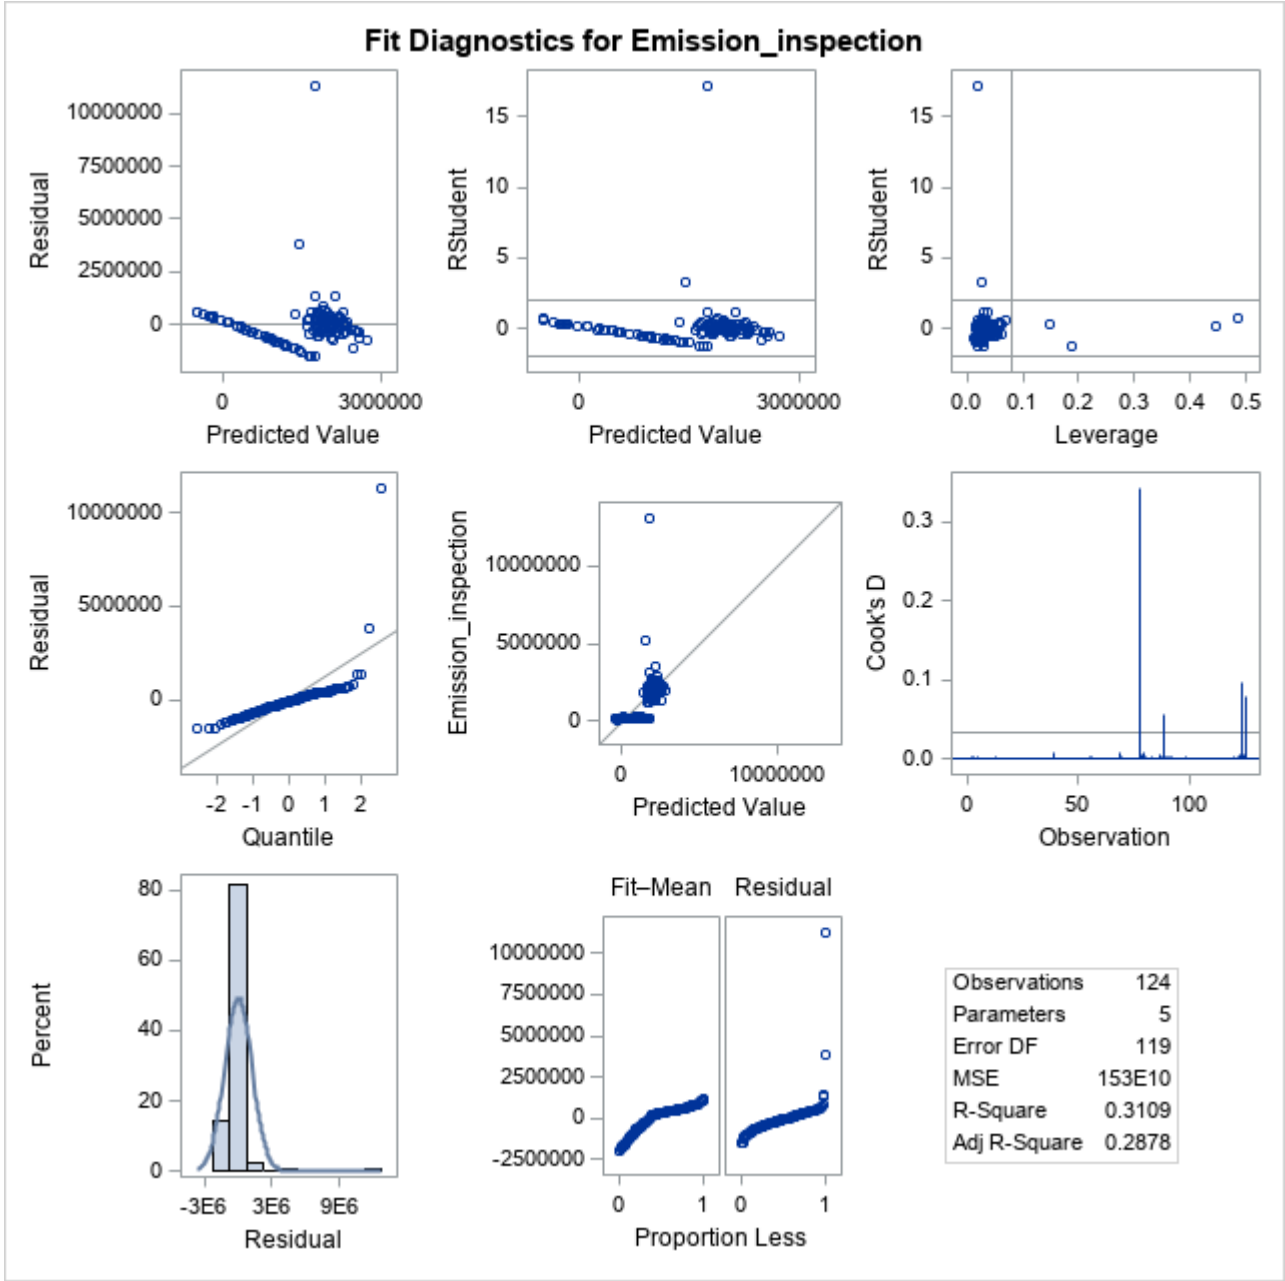 Fit Diagnostics for Emission_inspection
10000000
7500000
5000000
2500000
0
Residual
0 3000000
Predicted Value
15
10
5
0
RStudent
0 3000000
Predicted Value
15
10
5
0
RStudent
0.0 0.1 0.2 0.3 0.4 0.5
Leverage
10000000
5000000
0
Residual
-2 -1 0 1 2
Quantile
10000000
5000000
0
Emission_inspection
0 10000000
Predicted Value
0.3
0.2
0.1
0.0
Cook's D
0 50 100
Observation
80
60
40
20
0
Percent
-3E6 3E6 9E6
Residual
Fit–Mean Residual
10000000
7500000
5000000
2500000
0
-2500000
0 1 0 1
Proportion Less
Observations 124
Parameters 5
Error DF 119
MSE 153E10
R-Square 0.3109
Adj R-Square 0.2878